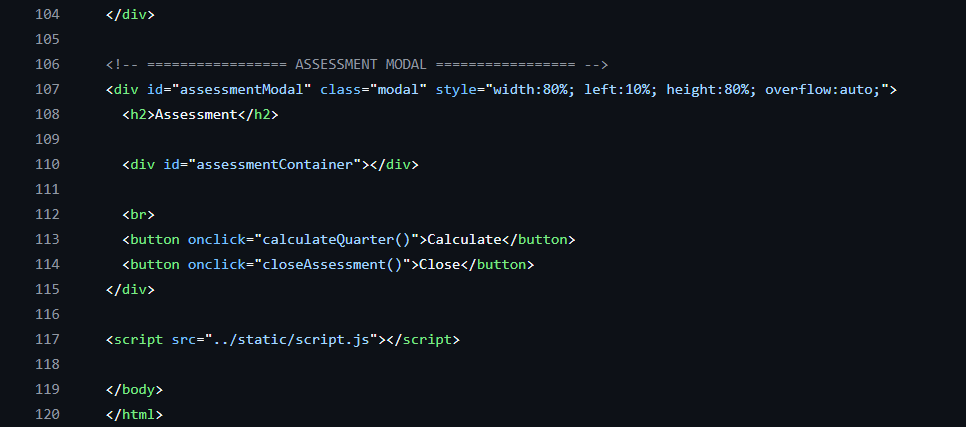 104 </div>
105
106 <!-- ================= ASSESSMENT MODAL ================= -->
107 <div id="assessmentModal" class="modal" style="width:80%; left:10%; height:80%; overflow:auto;">
108 <h2>Assessment</h2>
109
110 <div id="assessmentContainer"></div>
111
112 <br>
113 <button onclick="calculateQuarter()">Calculate</button>
114 <button onclick="closeAssessment()">Close</button>
115 </div>
116
117 <script src="../static/script.js"></script>
118
119 </body>
120 </html>